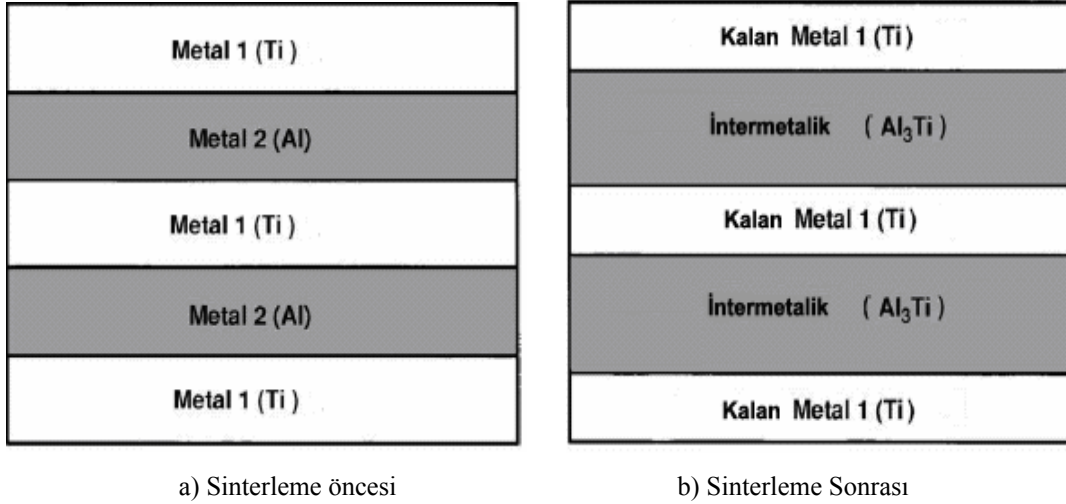 Metal 1 (Ti )
Metal 2 (Al)
Metal 1 (Ti )
Metal 2 (Al)
Metal 1 (Ti )
a) Sinterleme öncesi
Kalan Metal 1 (Ti)
İntermetalik ( Al₃Ti )
Kalan Metal 1 (Ti)
İntermetalik ( Al₃Ti )
Kalan Metal 1 (Ti)
b) Sinterleme Sonrası